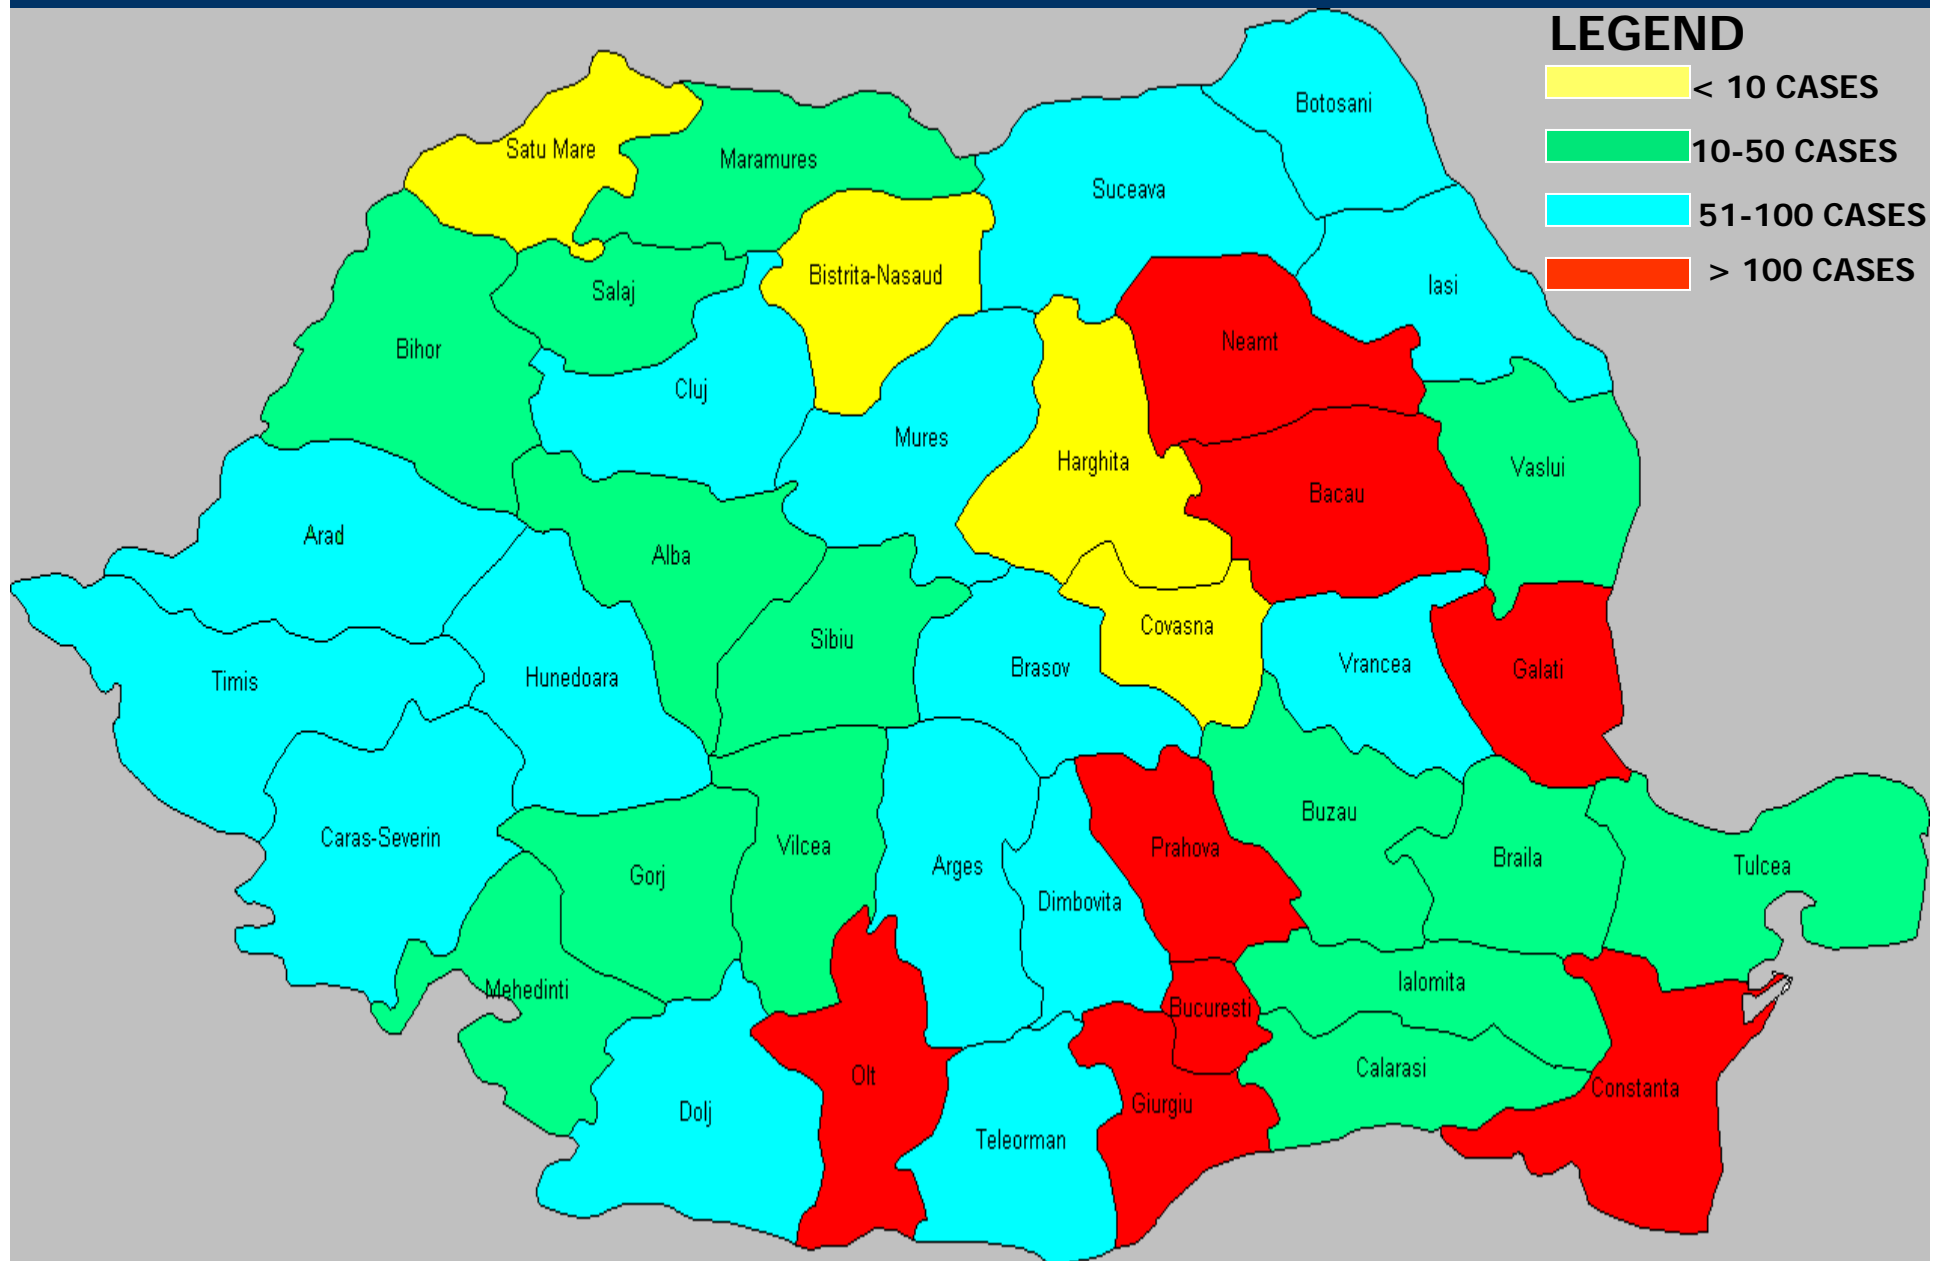 LEGEND
< 10 CASES
10-50 CASES
51-100 CASES
> 100 CASES
Botosani
Satu Mare
Maramures
Suceava
Bistrita-Nasaud
Iasi
Salaj
Neamt
Bihor
Cluj
Mures
Harghita
Vaslui
Bacau
Arad
Alba
Covasna
Sibiu
Brasov
Vrancea
Galati
Timis
Hunedoara
Buzau
Caras-Severin
Vilcea
Prahova
Braila
Arges
Tulcea
Gorj
Dimbovita
Ialomita
Mehedinti
Bucuresti
Calarasi
Olt
Constanta
Giurgiu
Dolj
Teleorman